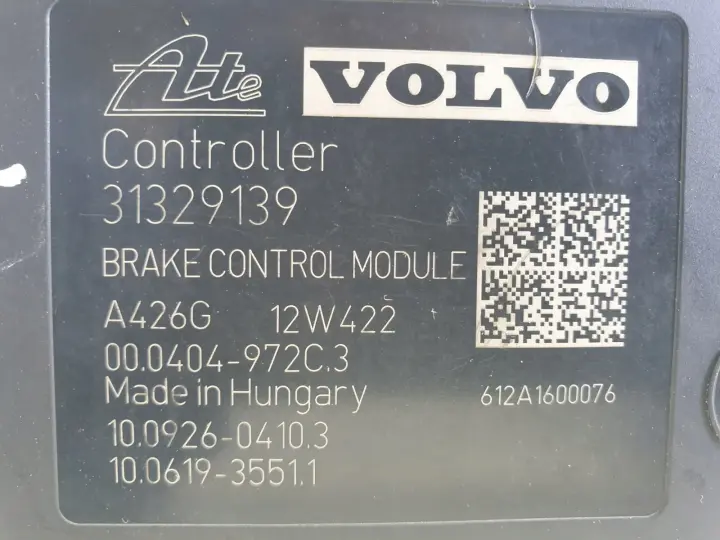 Ate VOLVO
Controller
31329139
BRAKE CONTROL MODULE
A426G 12W422
00.0404-972C.3
Made in Hungary
612A1600076
10.0926-0410.3
10.0619-3551.1